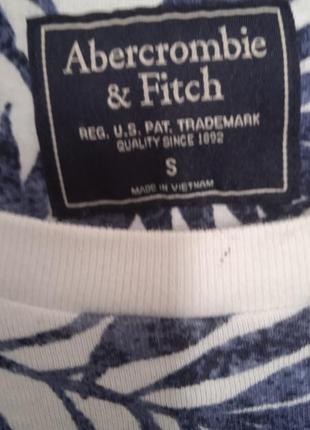 Abercrombie
& Fitch
REG. U.S. PAT. TRADEMARK
QUALITY SINCE 1892
S
MADE IN VIETNAM